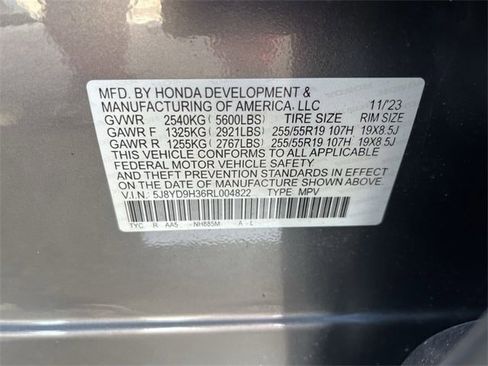 MFD. BY HONDA DEVELOPMENT &
MANUFACTURING OF AMERICA, LLC 11/'23
GVWR 2540KG( 5600LBS) TIRE SIZE RIM SIZE
GAWR F 1325KG( 2921LBS) 255/55R19 107H 19X8.5J
GAWR R 1255KG( 2767LBS) 255/55R19 107H 19X8.5J
THIS VEHICLE CONFORMS TO ALL APPLICABLE
FEDERAL MOTOR VEHICLE SAFETY
AND THEFT PREVENTION STANDARDS IN EFFECT
ON THE DATE OF MANUFACTURE SHOWN ABOVE.
V.I.N.: 5J8YD9H36RL004822 TYPE: MPV
TYC R AA5 NH885M A - L